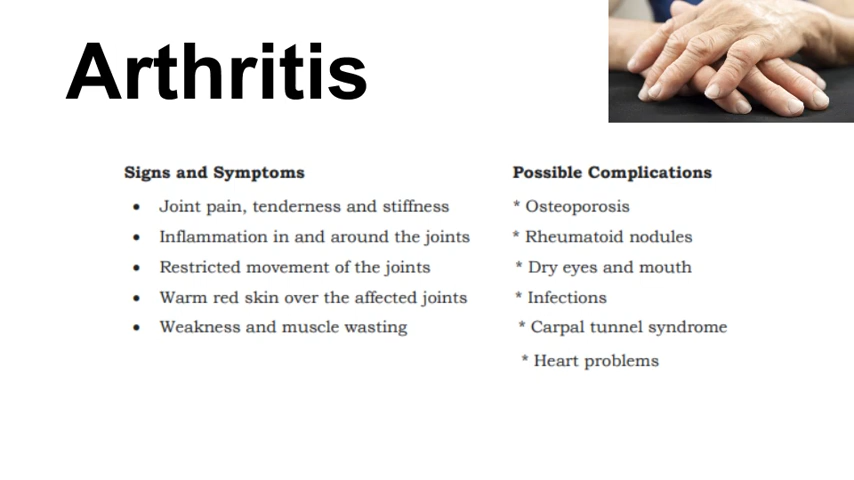 Arthritis
Signs and Symptoms
• Joint pain, tenderness and stiffness
• Inflammation in and around the joints
• Restricted movement of the joints
• Warm red skin over the affected joints
• Weakness and muscle wasting
Possible Complications
* Osteoporosis
* Rheumatoid nodules
* Dry eyes and mouth
* Infections
* Carpal tunnel syndrome
* Heart problems